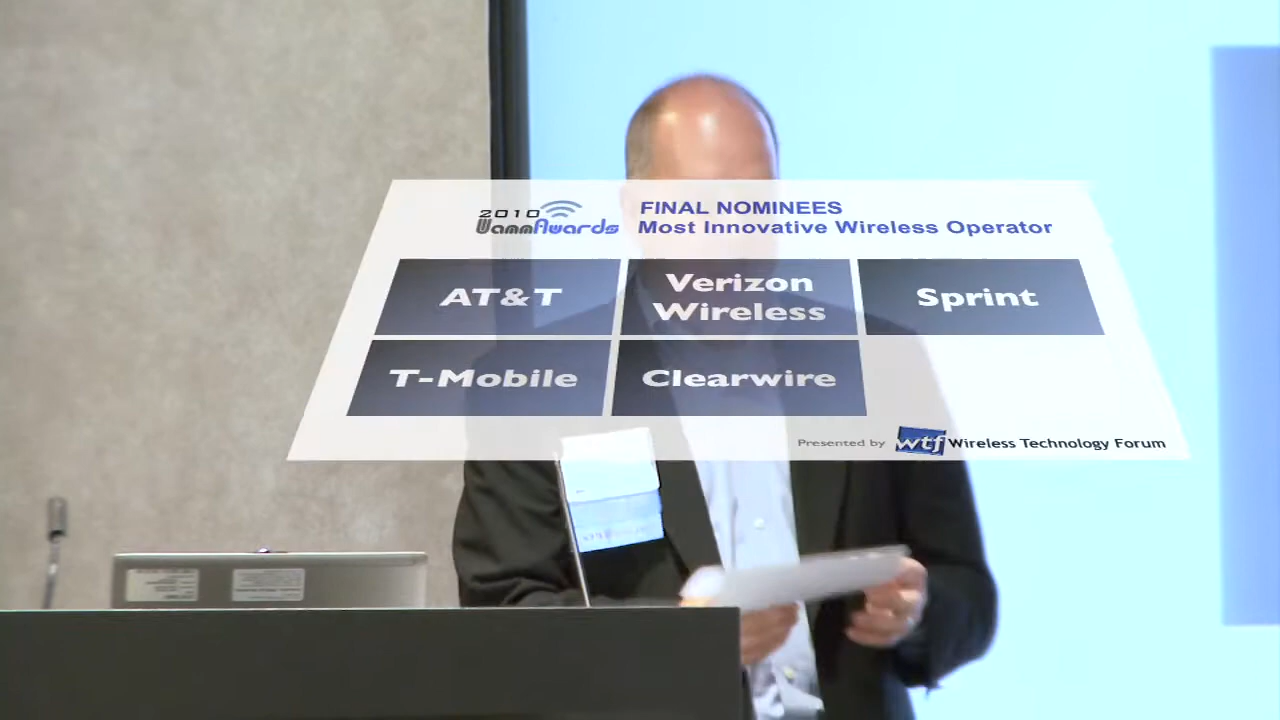 2010
VammAwards
FINAL NOMINEES
Most Innovative Wireless Operator
AT&T
Verizon
Wireless
Sprint
T-Mobile
Clearwire
Presented by wtf Wireless Technology Forum